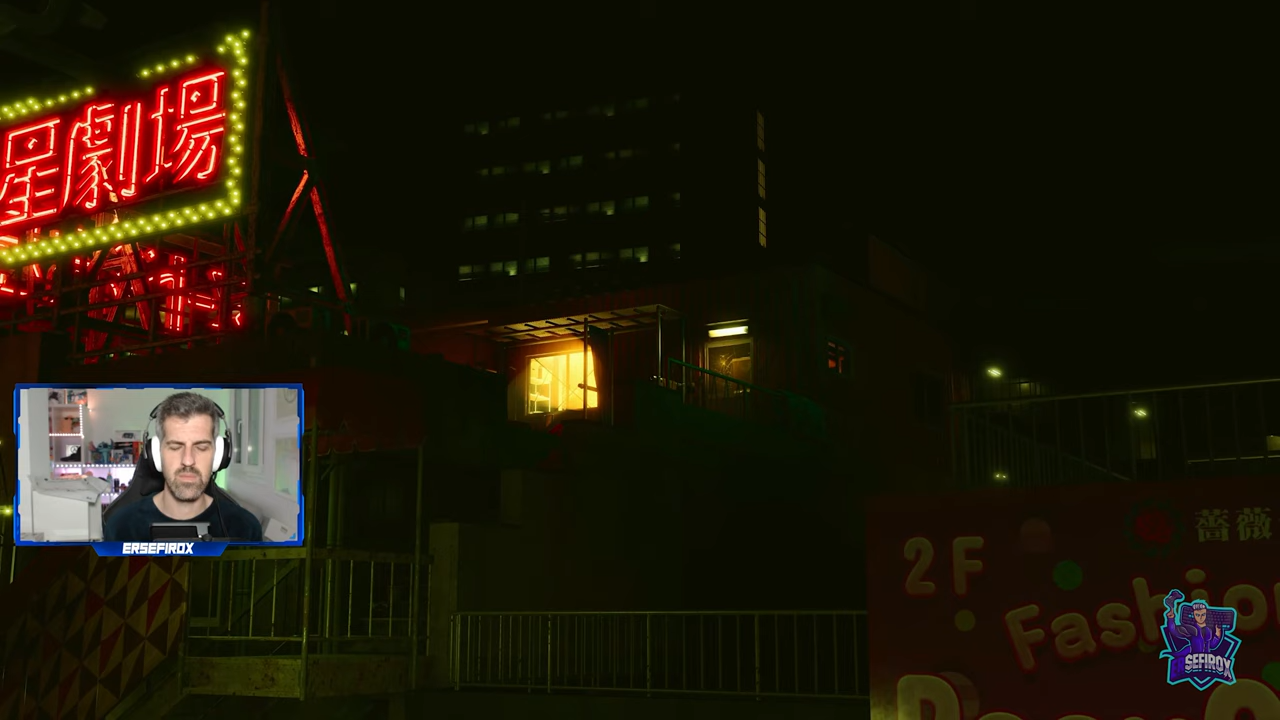 星劇場
ERSEFIROX
2F
薔薇
Fashio
SEFIROX